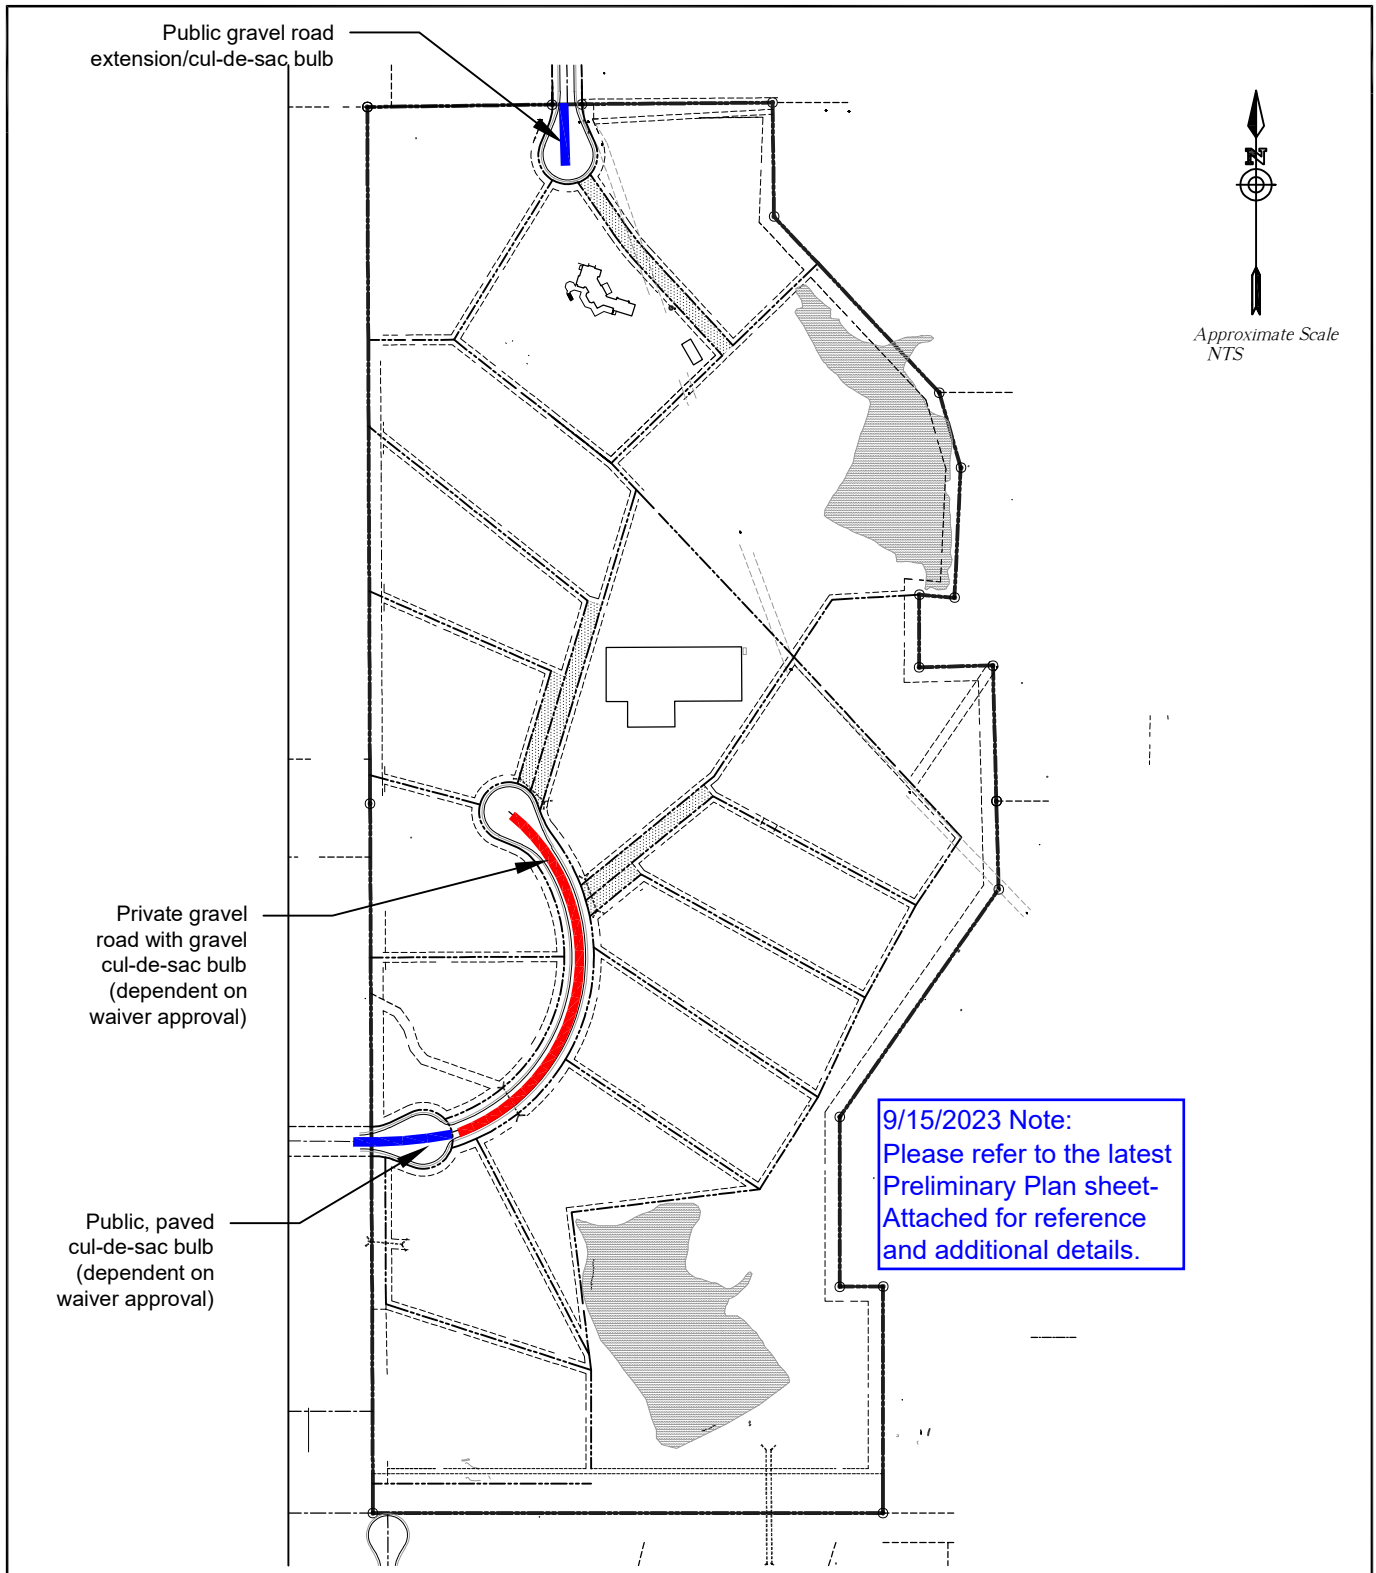 Public gravel road
extension/cul-de-sac bulb
N
Approximate Scale
NTS
Private gravel
road with gravel
cul-de-sac bulb
(dependent on
waiver approval)
9/15/2023 Note:
Please refer to the latest
Preliminary Plan sheet-
Attached for reference
and additional details.
Public, paved
cul-de-sac bulb
(dependent on
waiver approval)